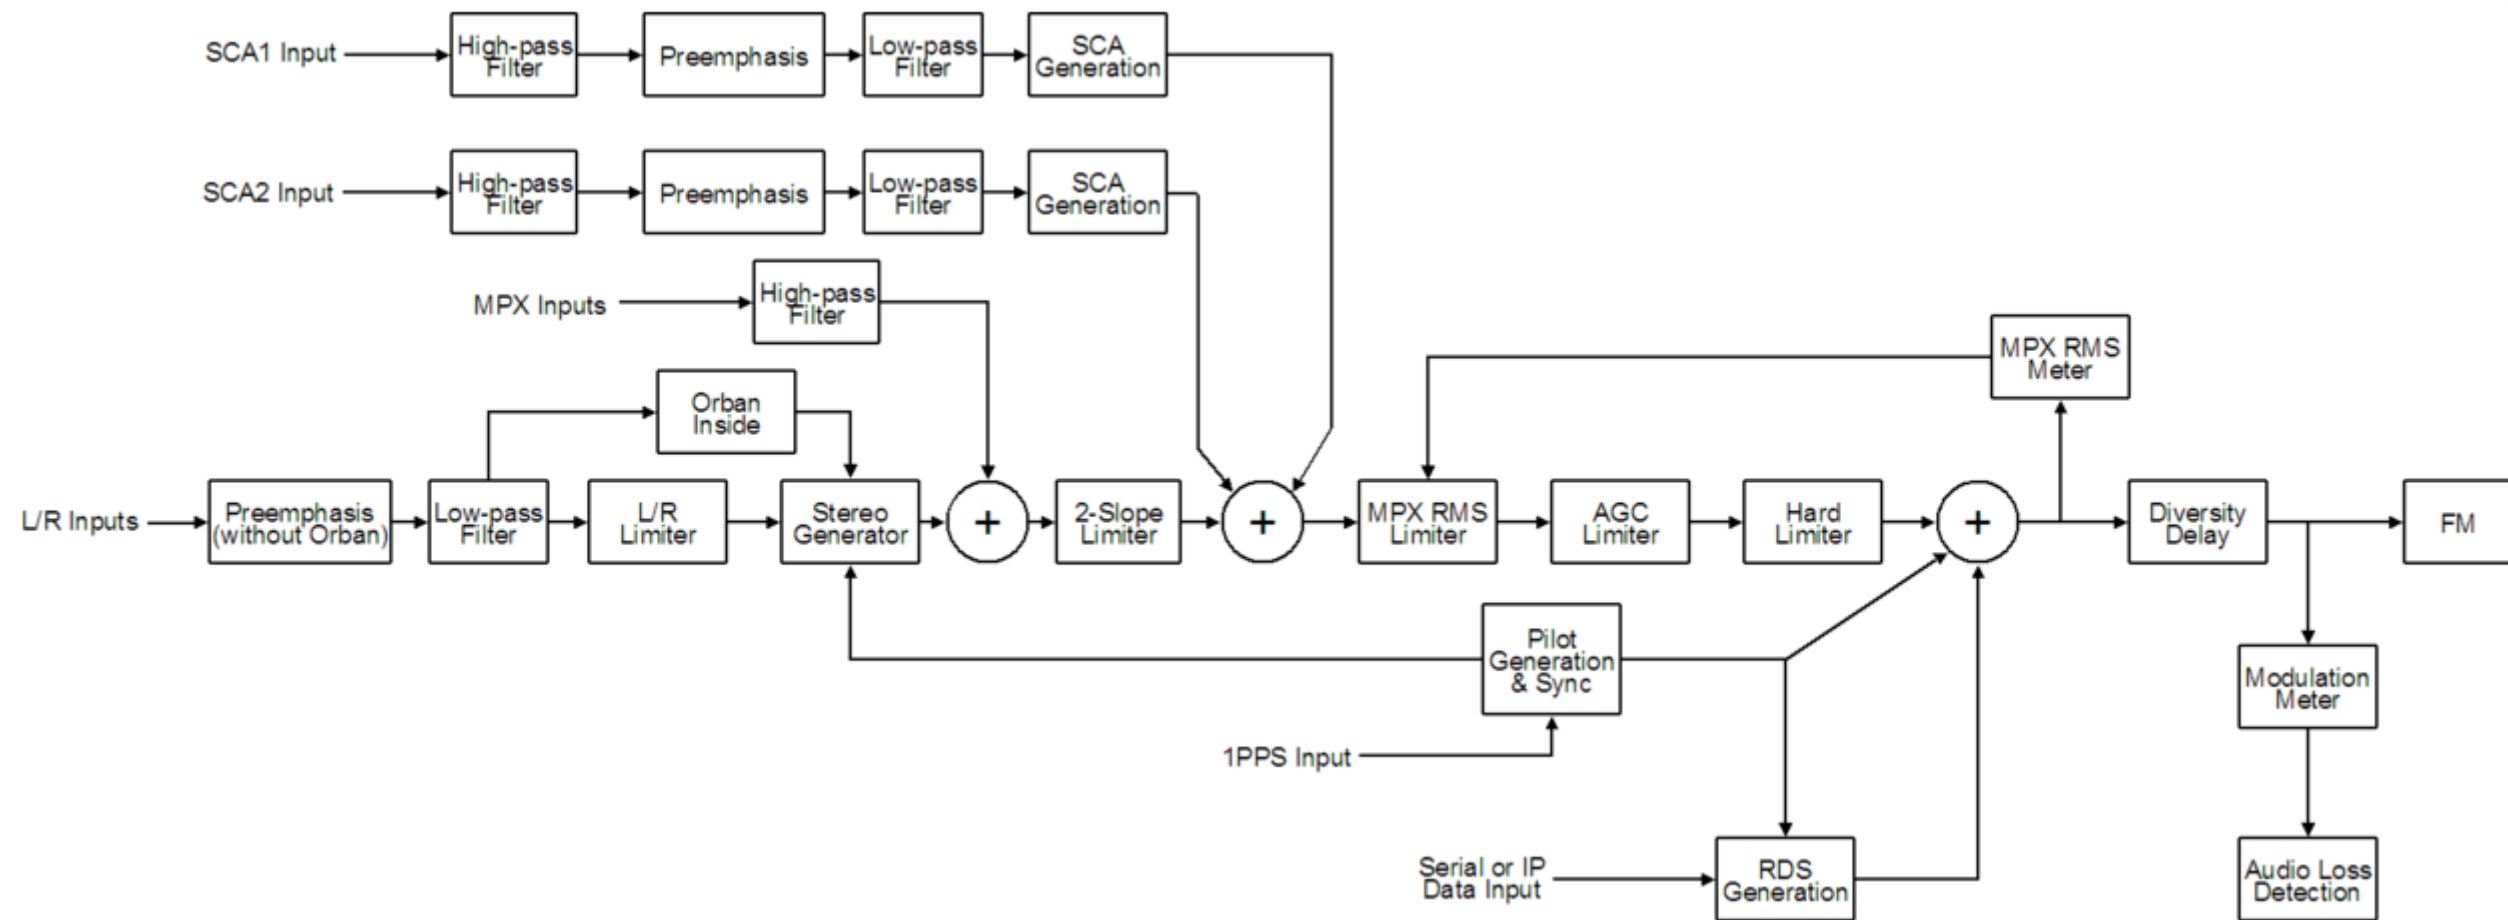 SCA1 Input
High-pass
Filter
Preemphasis
Low-pass
Filter
SCA
Generation
SCA2 Input
High-pass
Filter
Preemphasis
Low-pass
Filter
SCA
Generation
MPX Inputs
High-pass
Filter
MPX RMS
Meter
Orban
Inside
L/R Inputs
Preemphasis
(without Orban)
Low-pass
Filter
L/R
Limiter
Stereo
Generator
+
2-Slope
Limiter
+
MPX RMS
Limiter
AGC
Limiter
Hard
Limiter
+
Diversity
Delay
FM
Pilot
Generation
& Sync
Modulation
Meter
1PPS Input
Serial or IP
Data Input
RDS
Generation
Audio Loss
Detection